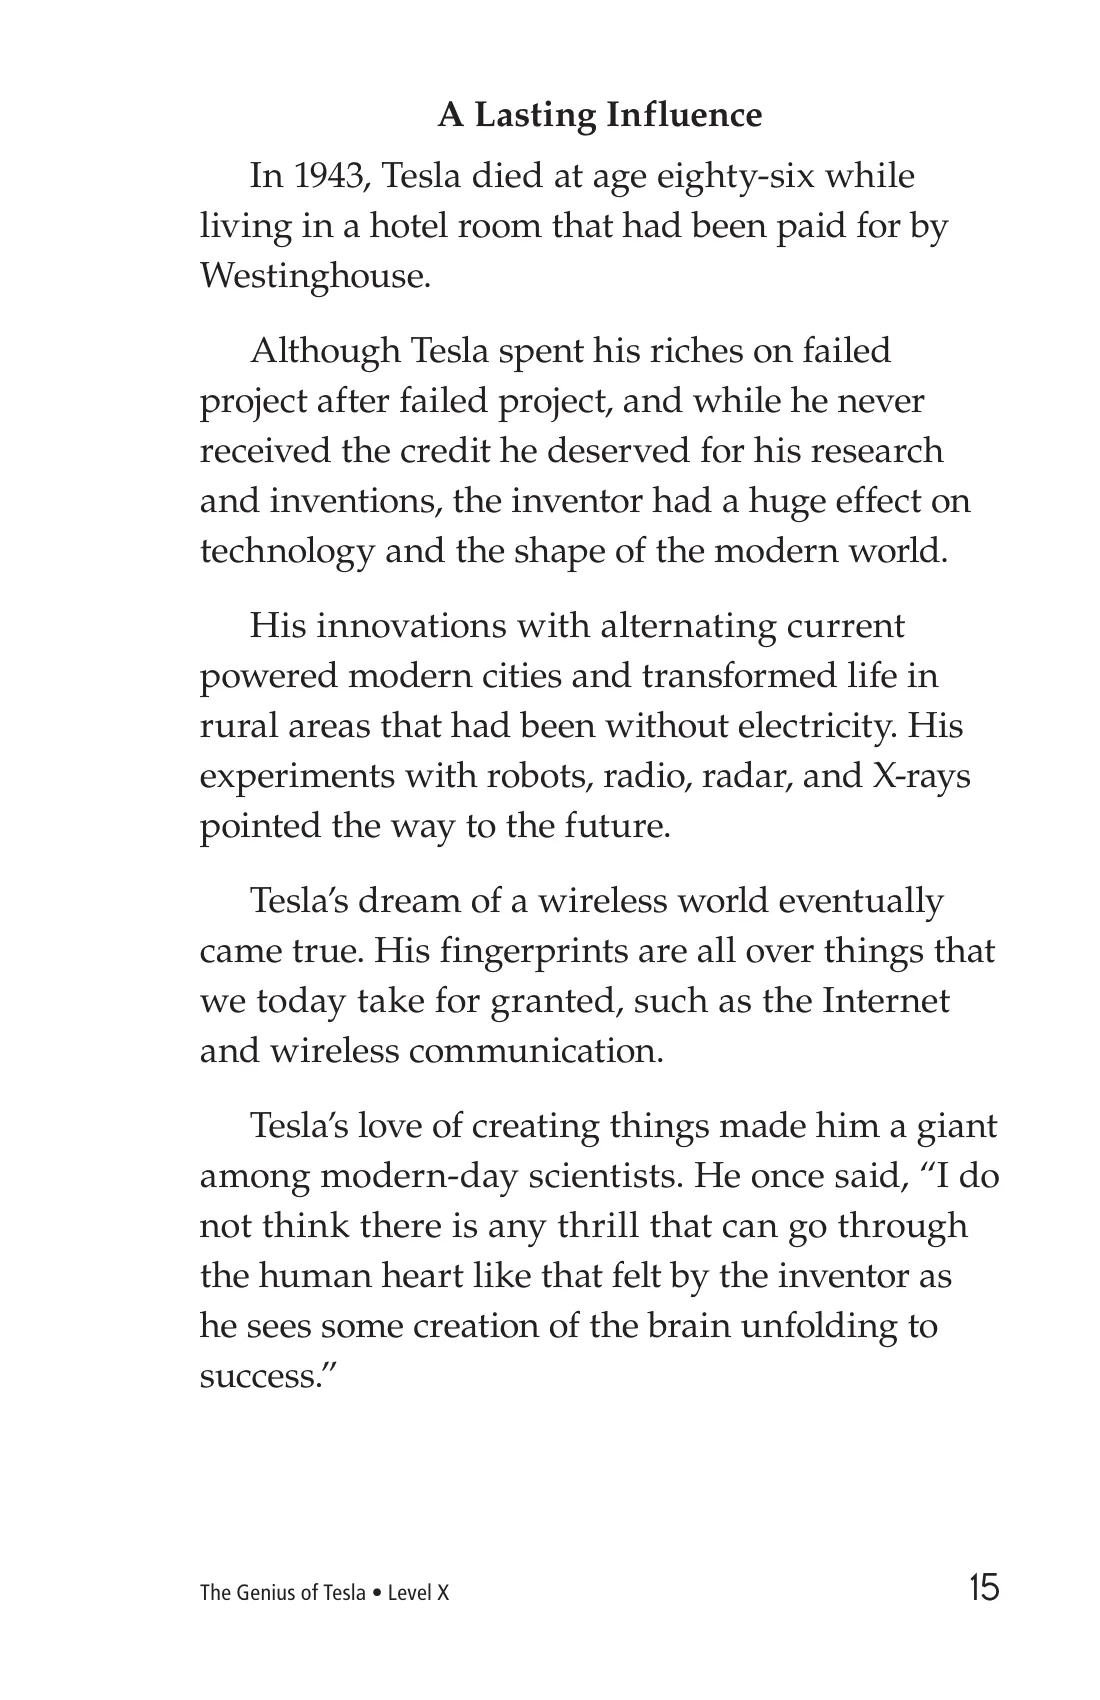 A Lasting Influence
In 1943, Tesla died at age eighty-six while
living in a hotel room that had been paid for by
Westinghouse.
Although Tesla spent his riches on failed
project after failed project, and while he never
received the credit he deserved for his research
and inventions, the inventor had a huge effect on
technology and the shape of the modern world.
His innovations with alternating current
powered modern cities and transformed life in
rural areas that had been without electricity. His
experiments with robots, radio, radar, and X-rays
pointed the way to the future.
Tesla’s dream of a wireless world eventually
came true. His fingerprints are all over things that
we today take for granted, such as the Internet
and wireless communication.
Tesla’s love of creating things made him a giant
among modern-day scientists. He once said, “I do
not think there is any thrill that can go through
the human heart like that felt by the inventor as
he sees some creation of the brain unfolding to
success.”
The Genius of Tesla • Level X
15